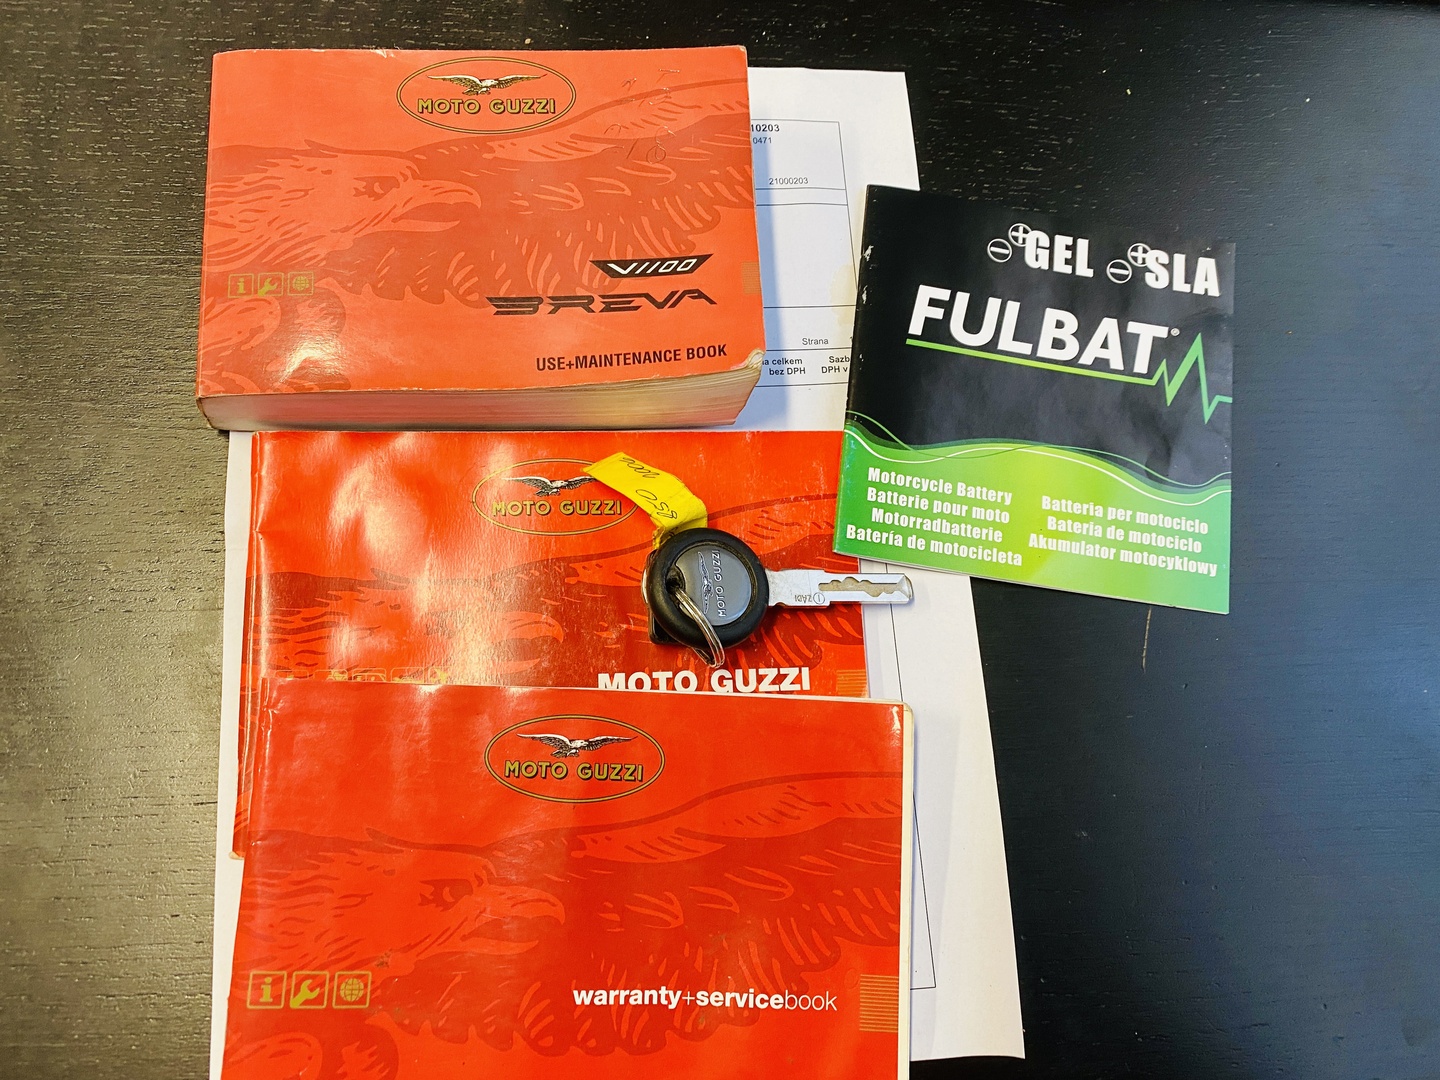 MOTO GUZZI
V1100
BREVA
USE+MAINTENANCE BOOK
10203
0471
21000203
Strana
celkem
bez DPH
Sazb
DPH v
GEL SLA
FULBAT®
Motorcycle Battery
Batterie pour moto
Motorradbatterie
Batería de motocicleta
Batteria per motociclo
Bateria de motociclo
Akumulator motocyklowy
MOTO GUZZI
850
MOTO GUZZI
ZADI
MOTO GUZZI
MOTO GUZZI
warranty+servicebook